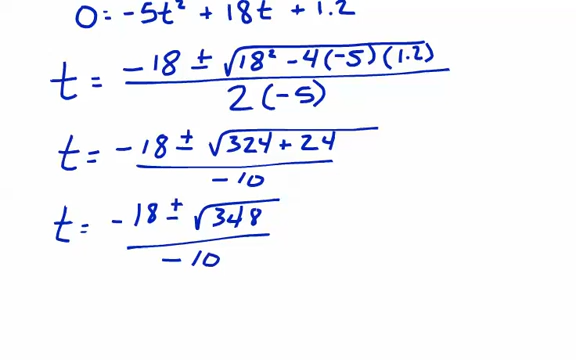 0 = -5t² + 18t + 1.2
t = (-18 ± √(18² - 4(-5)(1.2))) / 2(-5)
t = (-18 ± √(324 + 24)) / -10
t = (-18 ± √348) / -10